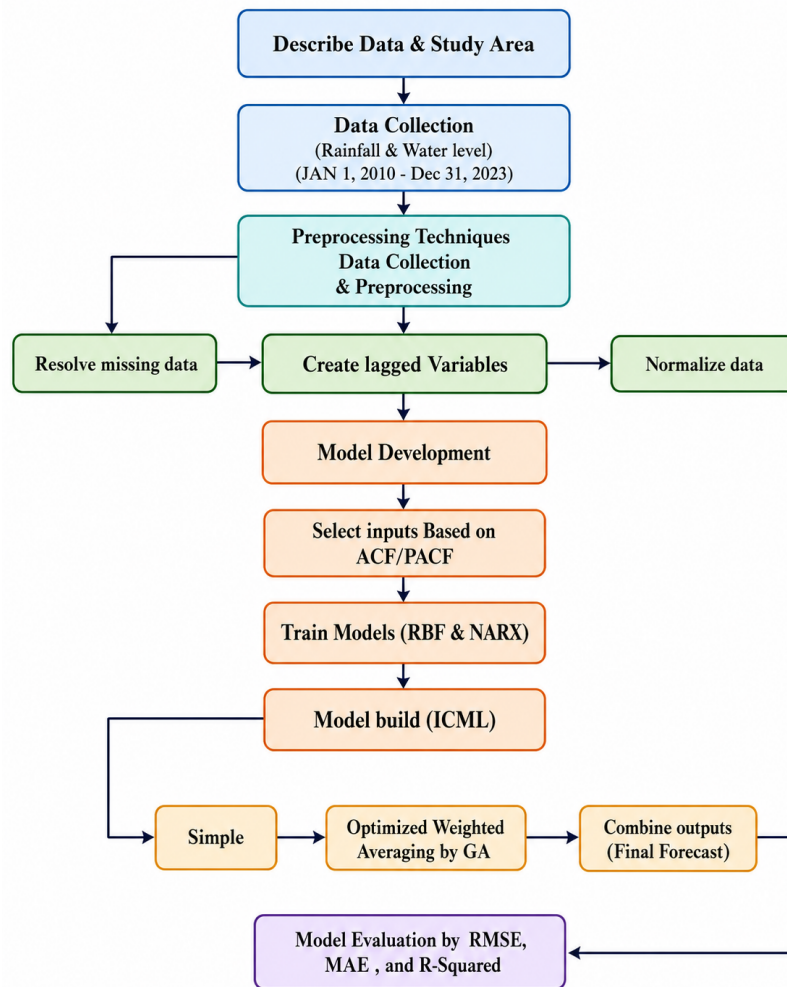 Describe Data & Study Area
Data Collection
(Rainfall & Water level)
(JAN 1, 2010 - Dec 31, 2023)
Preprocessing Techniques
Data Collection
& Preprocessing
Resolve missing data
Create lagged Variables
Normalize data
Model Development
Select inputs Based on
ACF/PACF
Train Models (RBF & NARX)
Model build (ICML)
Simple
Optimized Weighted
Averaging by GA
Combine outputs
(Final Forecast)
Model Evaluation by RMSE,
MAE , and R-Squared